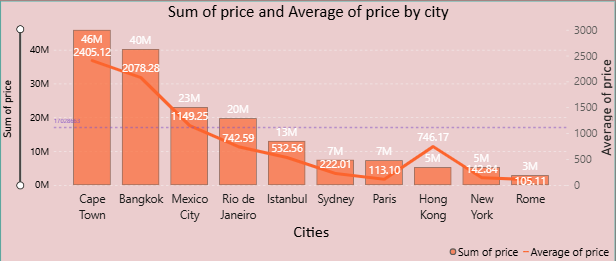 Sum of price and Average of price by city
Sum of price
40M
30M
20M
10M
0M
46M
2405.12
40M
2078.28
23M
1149.25
20M
742.59
13M
532.56
7M
222.01
7M
113.10
746.17
5M
5M
142.84
3M
105.11
3000
2500
2000
1500
1000
500
0
Average of price
Cape Town
Bangkok
Mexico City
Rio de Janeiro
Istanbul
Sydney
Paris
Hong Kong
New York
Rome
Cities
Sum of price
Average of price